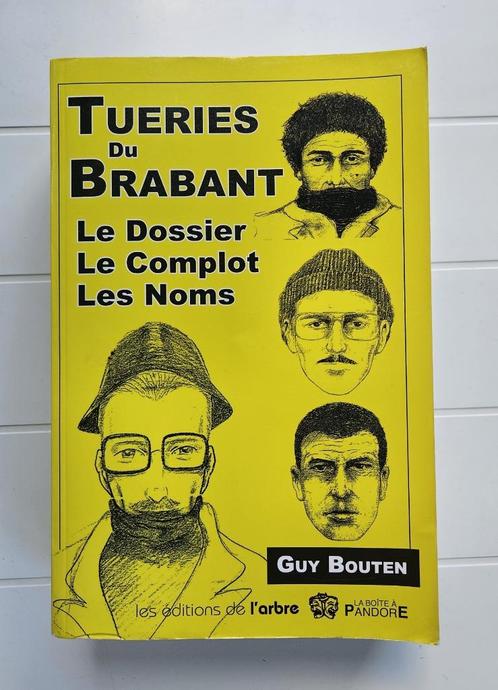 TUERIES
DU
BRABANT
Le Dossier
Le Complot
Les Noms
GUY BOUTEN
les éditions de l'arbre
LA BOÎTE À
PANDORE